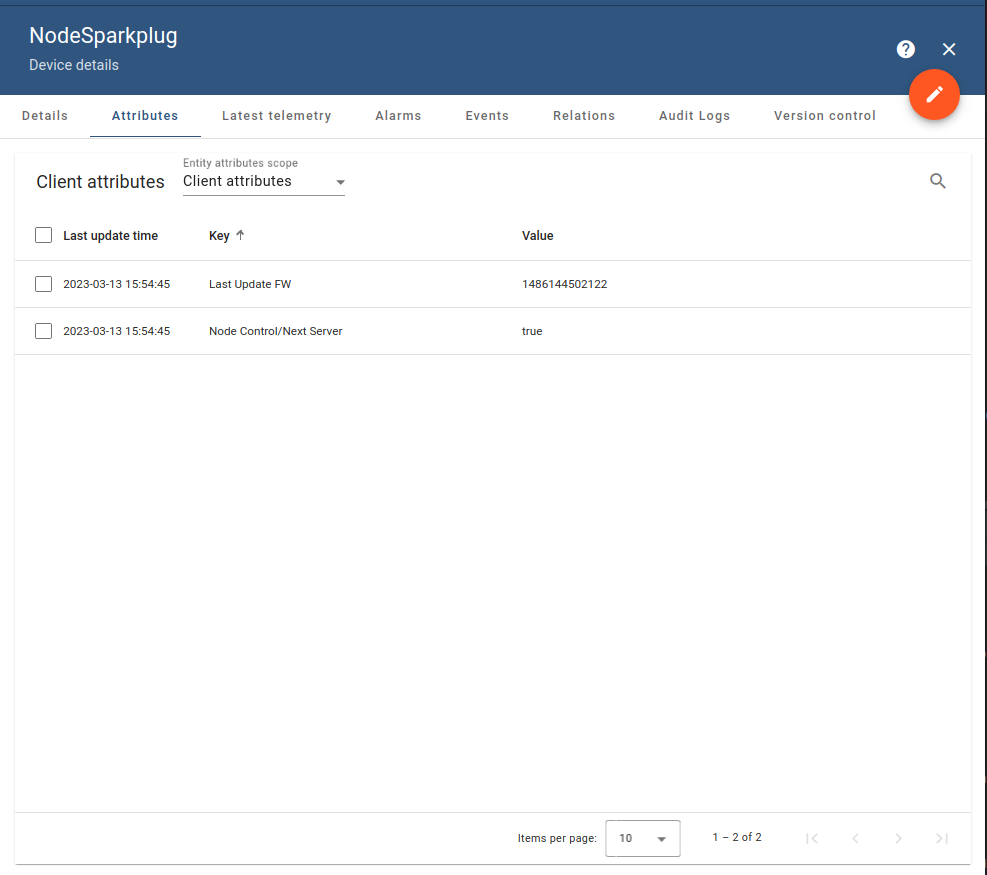 NodeSparkplug
Device details
Details Attributes Latest telemetry Alarms Events Relations Audit Logs Version control
Entity attributes scope
Client attributes Client attributes
Last update time Key Value
2023-03-13 15:54:45 Last Update FW 1486144502122
2023-03-13 15:54:45 Node Control/Next Server true
Items per page: 10 1 – 2 of 2